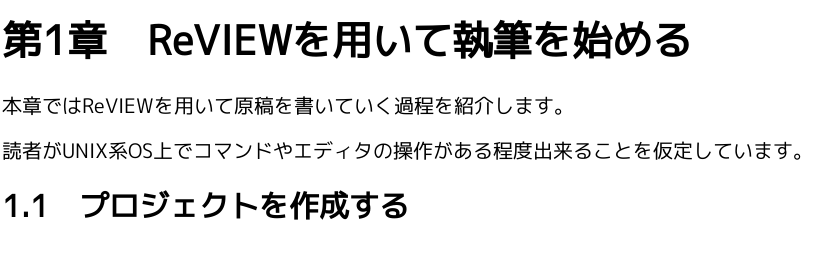 第1章　ReVIEWを用いて執筆を始める
本章ではReVIEWを用いて原稿を書いていく過程を紹介します。
読者がUNIX系OS上でコマンドやエディタの操作がある程度出来ることを仮定しています。
1.1　プロジェクトを作成する